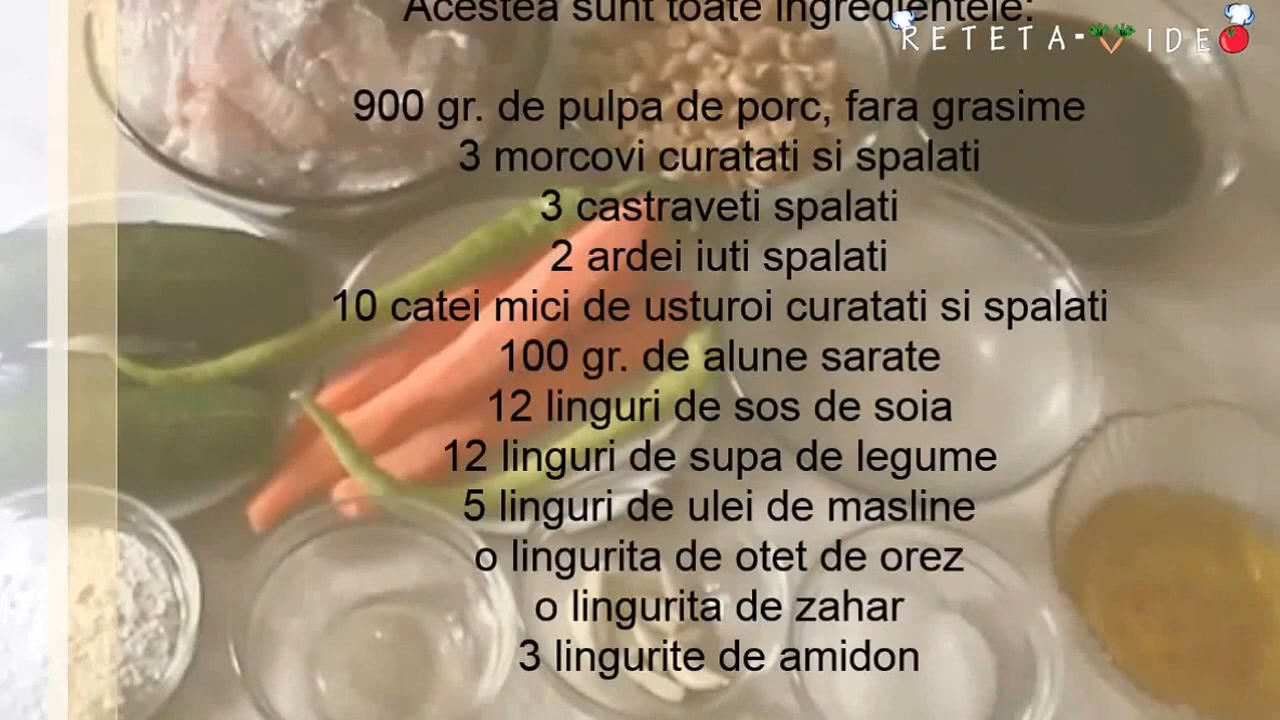 Acestea sunt toate ingredientele:
RETETA-VIDEO
900 gr. de pulpa de porc, fara grasime
3 morcovi curatati si spalati
3 castraveti spalati
2 ardei iuti spalati
10 catei mici de usturoi curatati si spalati
100 gr. de alune sarate
12 linguri de sos de soia
12 linguri de supa de legume
5 linguri de ulei de masline
o lingurita de otet de orez
o lingurita de zahar
3 lingurite de amidon